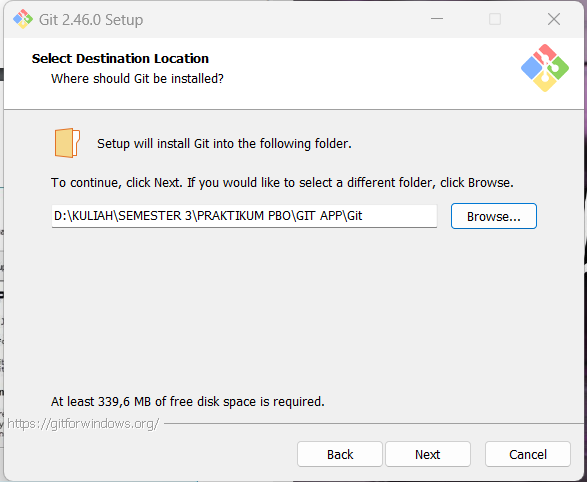 Git 2.46.0 Setup
Select Destination Location
Where should Git be installed?
Setup will install Git into the following folder.
To continue, click Next. If you would like to select a different folder, click Browse.
D:\KULIAH\SEMESTER 3\PRAKTIKUM PBO\GIT APP\Git
Browse...
At least 339,6 MB of free disk space is required.
https://gitforwindows.org/
Back
Next
Cancel